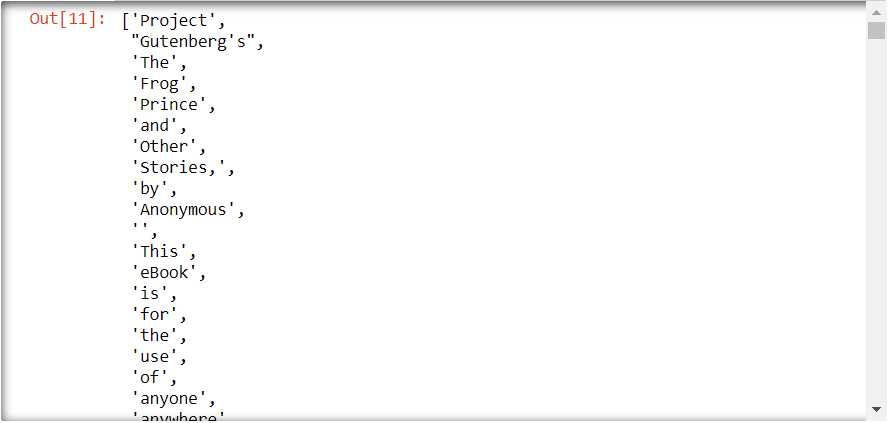 Out[11]: ['Project',
"Gutenberg's",
'The',
'Frog',
'Prince',
'and',
'Other',
'Stories,',
'by',
'Anonymous',
'',
'This',
'eBook',
'is',
'for',
'the',
'use',
'of',
'anyone',
'anywhere'